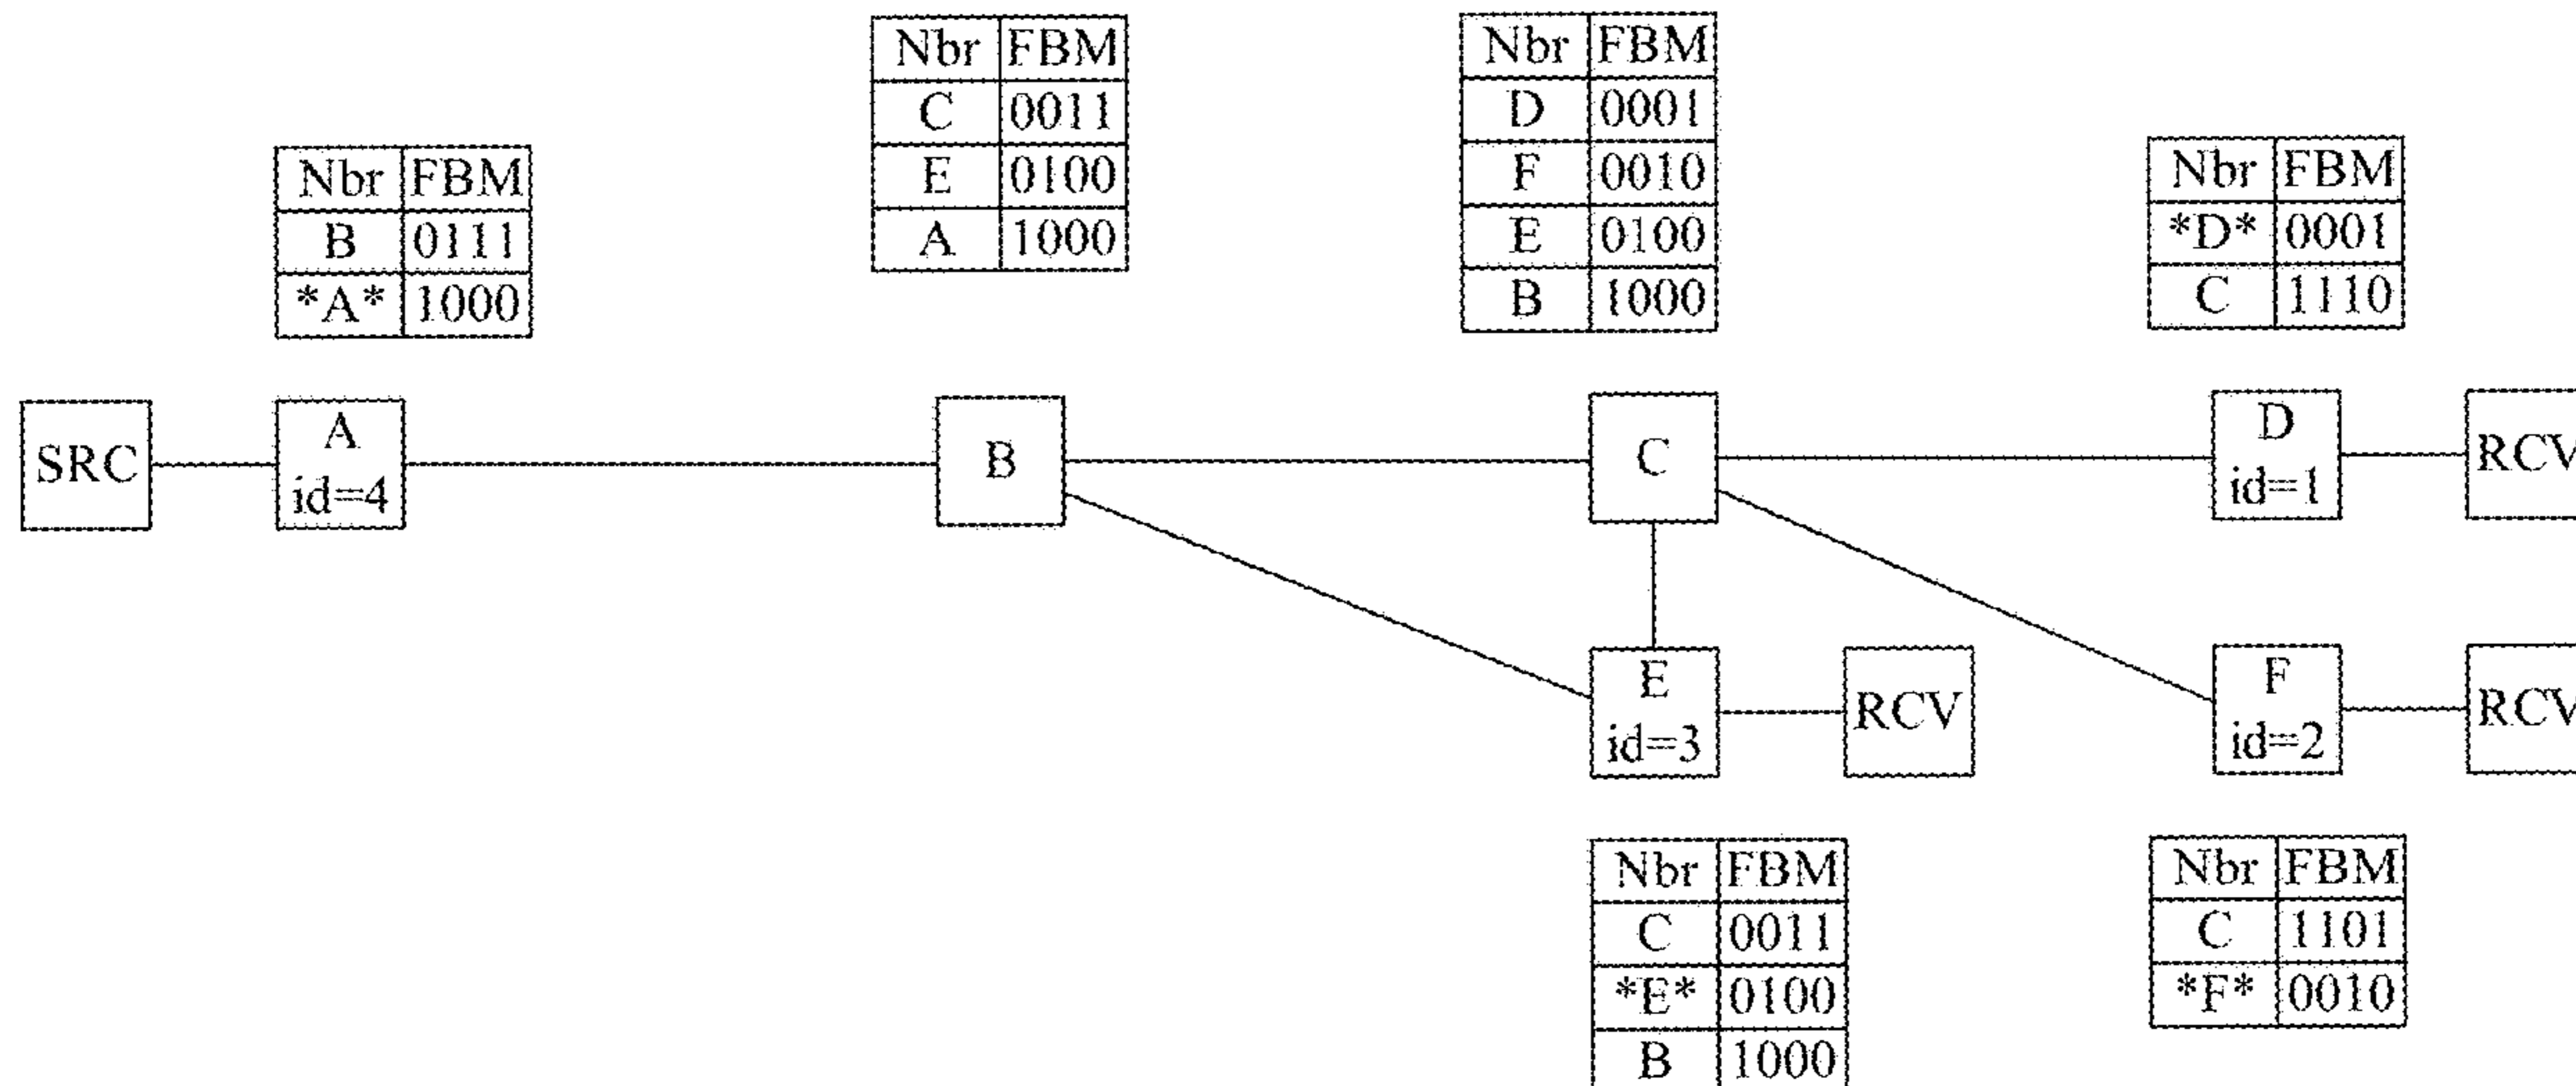 Nbr FBM
B 0111
*A* 1000
Nbr FBM
C 0011
E 0100
A 1000
Nbr FBM
D 0001
F 0010
E 0100
B 1000
Nbr FBM
*D* 0001
C 1110
SRC
A
id=4
B
C
D
id=1
RCV
E
id=3
RCV
F
id=2
RCV
Nbr FBM
C 0011
*E* 0100
B 1000
Nbr FBM
C 1101
*F* 0010